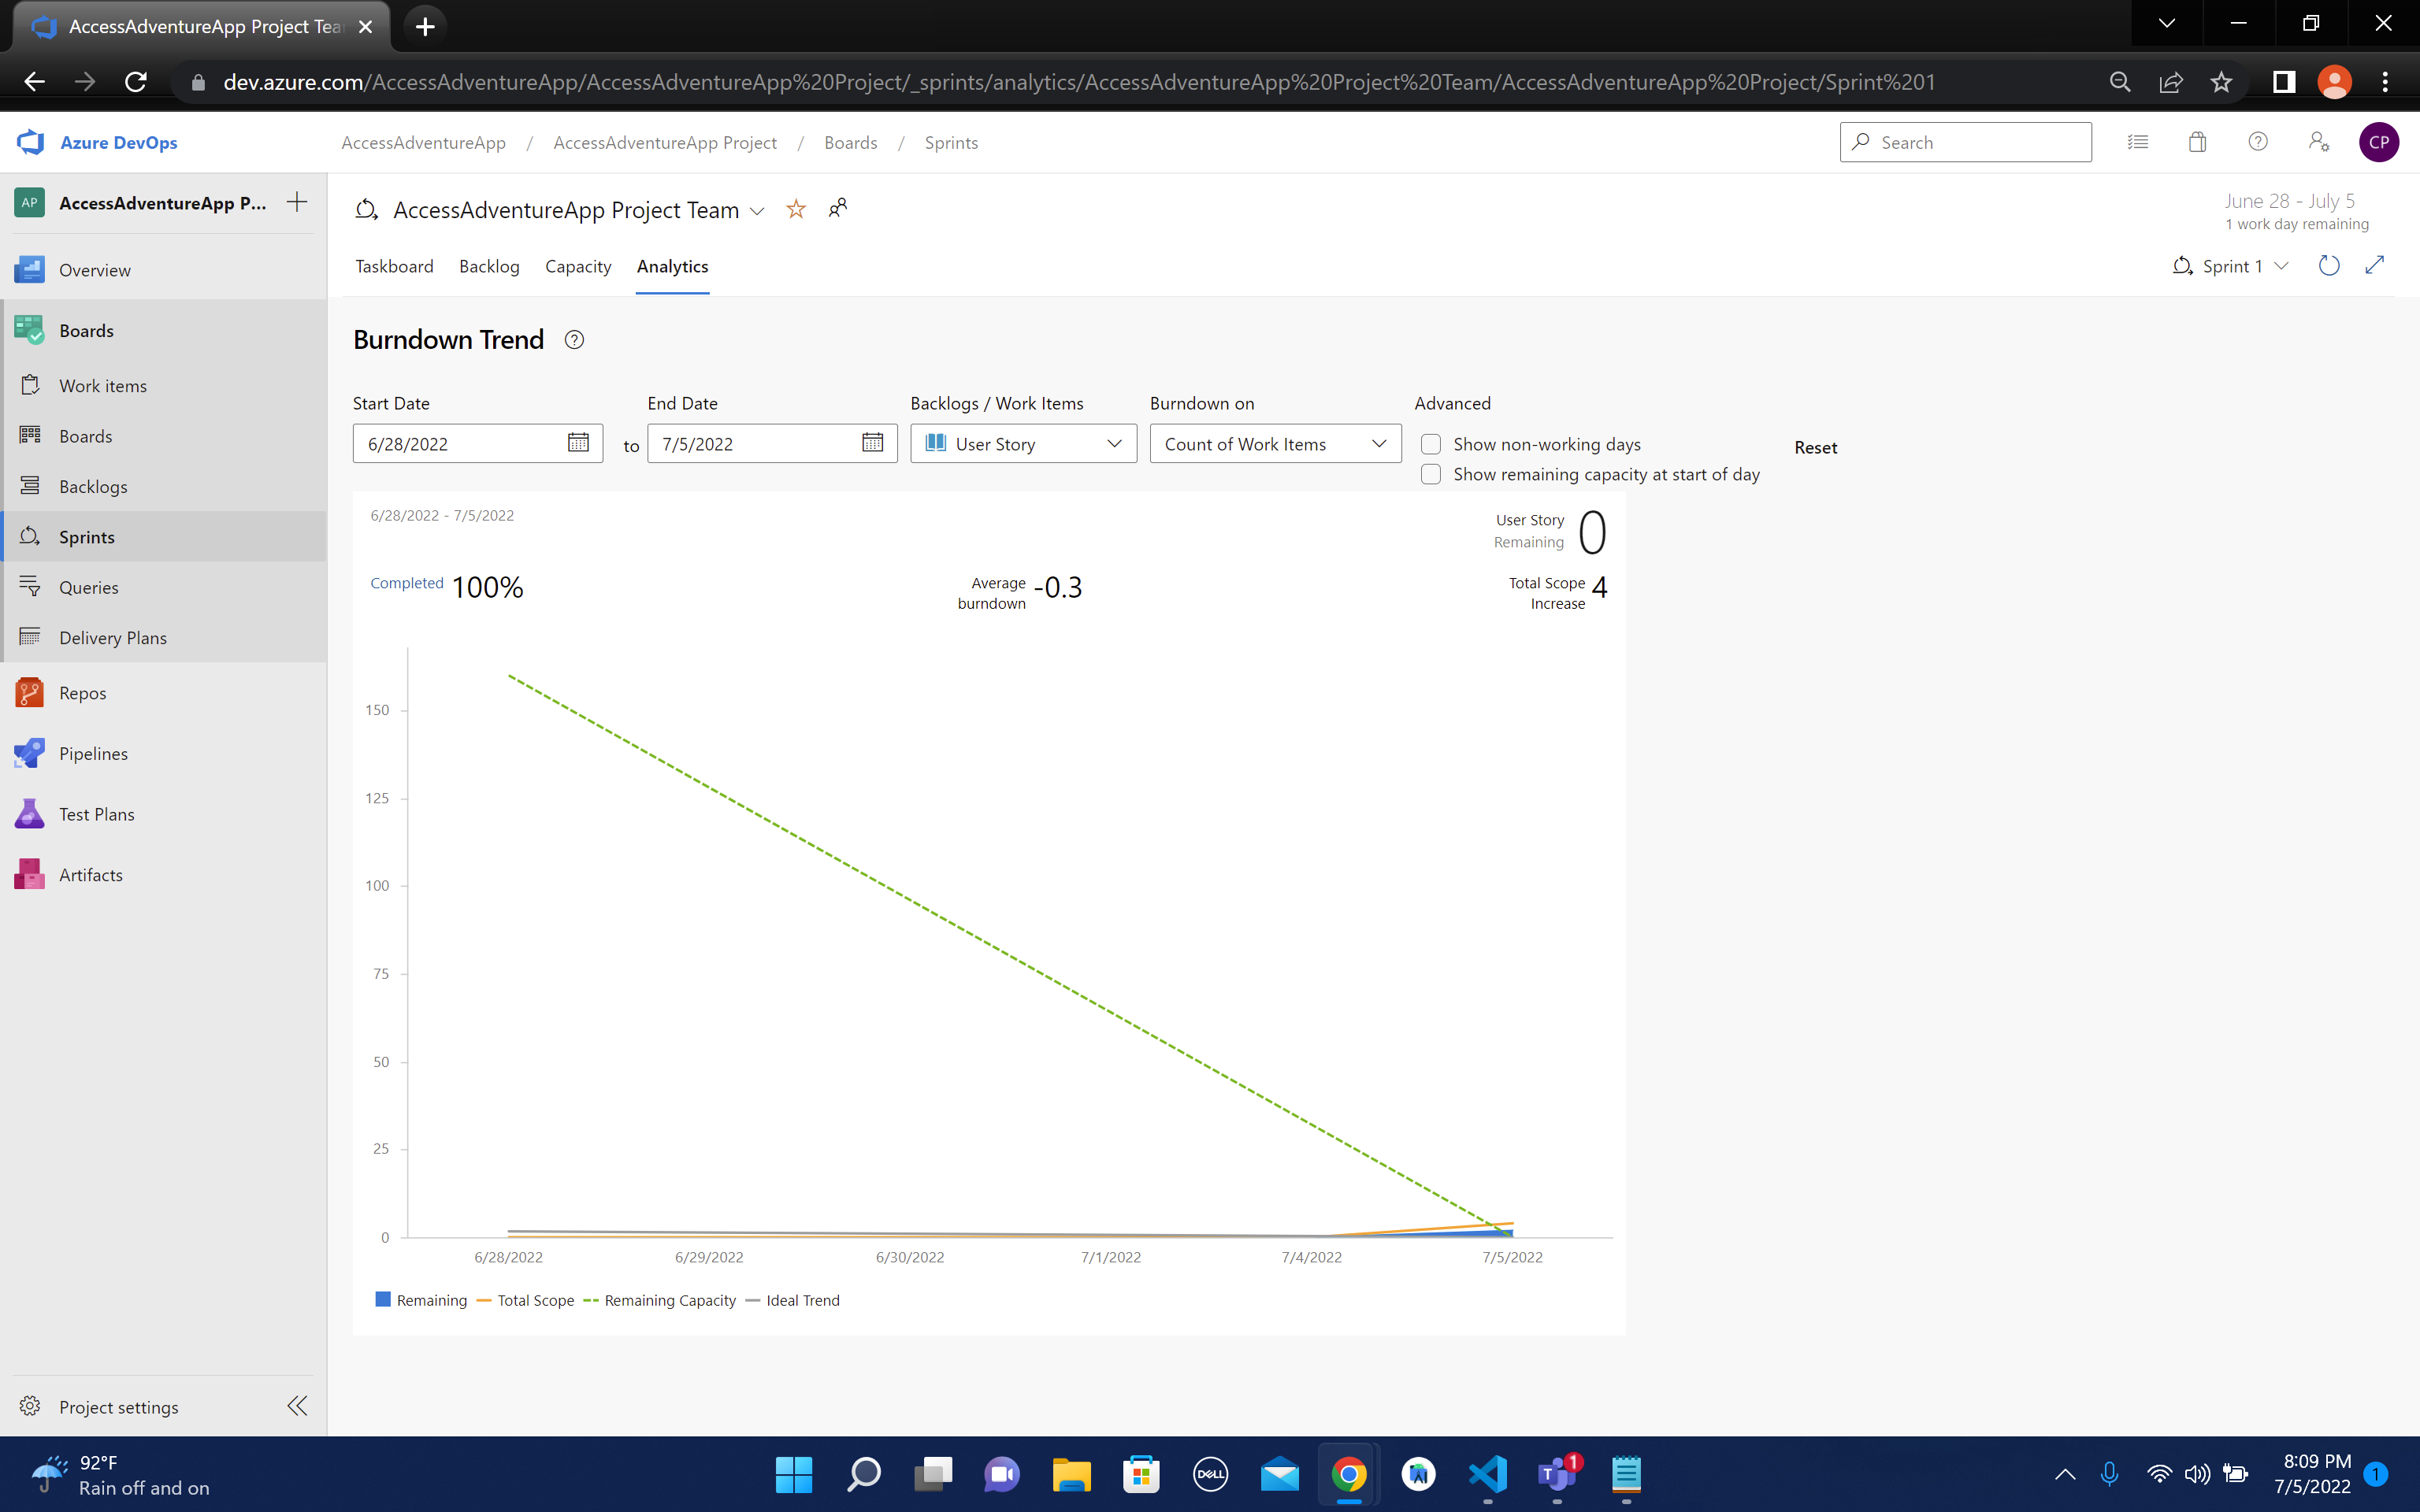 AccessAdventureApp Project Tea
dev.azure.com/AccessAdventureApp/AccessAdventureApp%20Project/_sprints/analytics/AccessAdventureApp%20Project%20Team/AccessAdventureApp%20Project/Sprint%201
Azure DevOps
AccessAdventureApp / AccessAdventureApp Project / Boards / Sprints
Search
CP
AP AccessAdventureApp P...
Overview
Boards
Work items
Boards
Backlogs
Sprints
Queries
Delivery Plans
Repos
Pipelines
Test Plans
Artifacts
Project settings
AccessAdventureApp Project Team
June 28 - July 5
1 work day remaining
Taskboard Backlog Capacity Analytics
Sprint 1
Burndown Trend
Start Date
End Date
Backlogs / Work Items
Burndown on
Advanced
6/28/2022 to 7/5/2022
User Story
Count of Work Items
Show non-working days
Show remaining capacity at start of day
Reset
6/28/2022 - 7/5/2022
User Story
Remaining
0
Completed 100%
Average
burndown
-0.3
Total Scope
Increase
4
150
125
100
75
50
25
0
6/28/2022 6/29/2022 6/30/2022 7/1/2022 7/4/2022 7/5/2022
Remaining Total Scope Remaining Capacity Ideal Trend
92°F
Rain off and on
DELL
AI
T
1
8:09 PM
7/5/2022
1